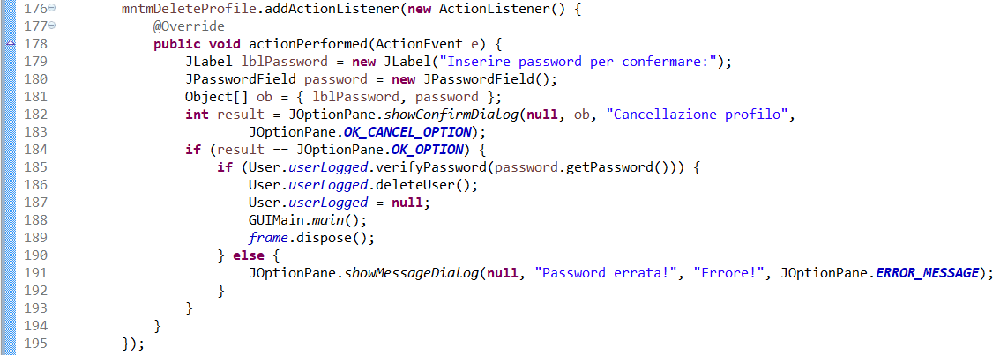 176 mntmDeleteProfile.addActionListener(new ActionListener() {
177 @Override
178 public void actionPerformed(ActionEvent e) {
179 JLabel lblPassword = new JLabel("Inserire password per confermare:");
180 JPasswordField password = new JPasswordField();
181 Object[] ob = { lblPassword, password };
182 int result = JOptionPane.showConfirmDialog(null, ob, "Cancellazione profilo",
183 JOptionPane.OK_CANCEL_OPTION);
184 if (result == JOptionPane.OK_OPTION) {
185 if (User.userLogged.verifyPassword(password.getPassword())) {
186 User.userLogged.deleteUser();
187 User.userLogged = null;
188 GUIMain.main();
189 frame.dispose();
190 } else {
191 JOptionPane.showMessageDialog(null, "Password errata!", "Errore!", JOptionPane.ERROR_MESSAGE);
192 }
193 }
194 }
195 });